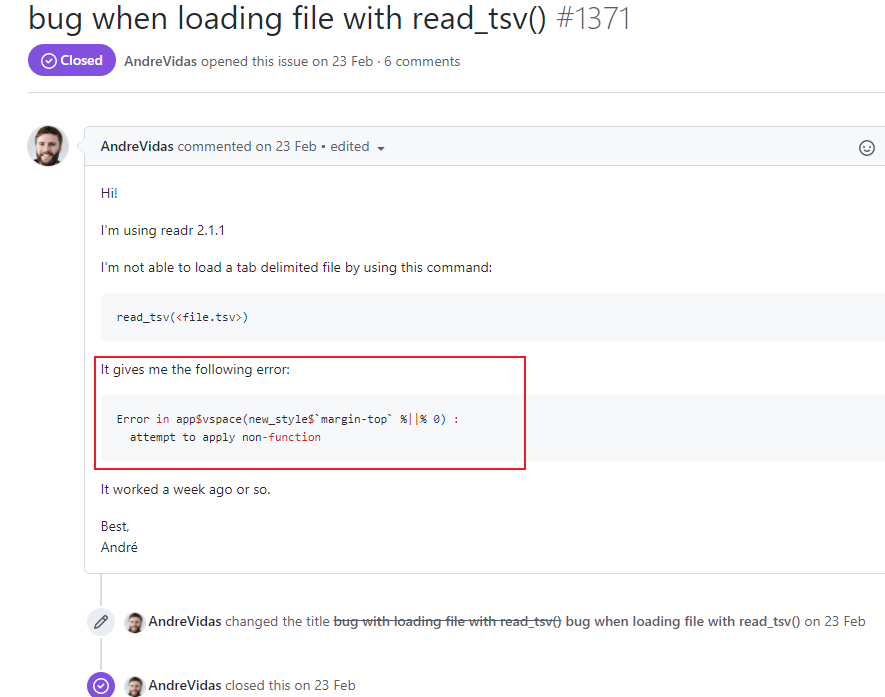 bug when loading file with read_tsv() #1371
Closed AndreVidas opened this issue on 23 Feb · 6 comments
AndreVidas commented on 23 Feb • edited
Hi!
I'm using readr 2.1.1
I'm not able to load a tab delimited file by using this command:
read_tsv(<file.tsv>)
It gives me the following error:
Error in app$vspace(new_style$`margin-top` %||% 0) :
attempt to apply non-function
It worked a week ago or so.
Best,
André
AndreVidas changed the title bug with loading file with read_tsv() bug when loading file with read_tsv() on 23 Feb
AndreVidas closed this on 23 Feb